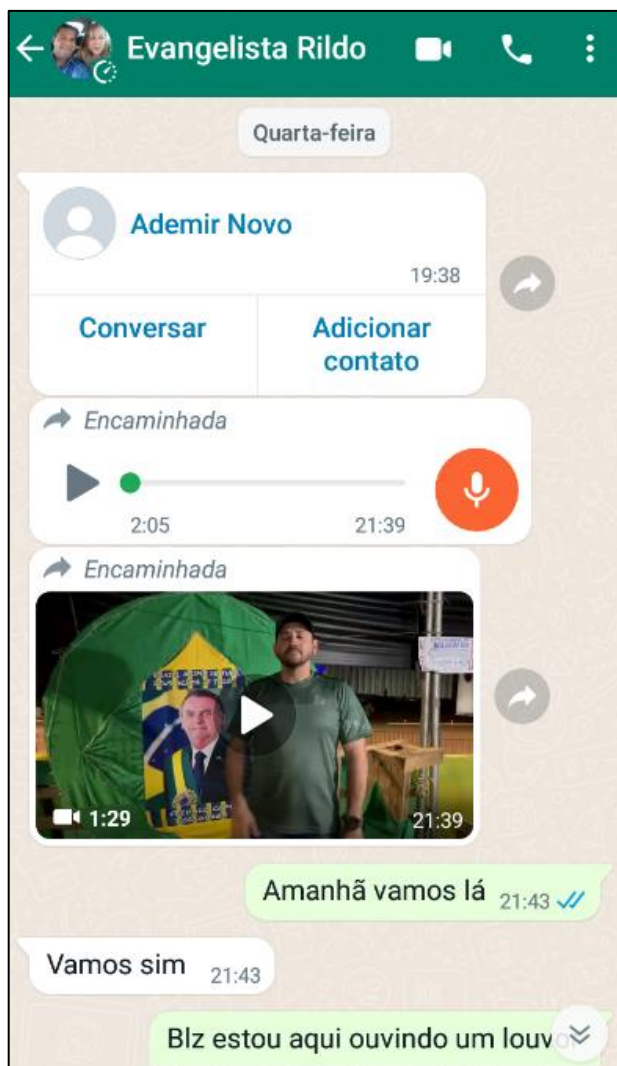 Evangelista Rildo
Quarta-feira
Ademir Novo
19:38
Conversar
Adicionar
contato
Encaminhada
2:05
21:39
Encaminhada
1:29
21:39
Amanhã vamos lá 21:43
Vamos sim 21:43
Blz estou aqui ouvindo um